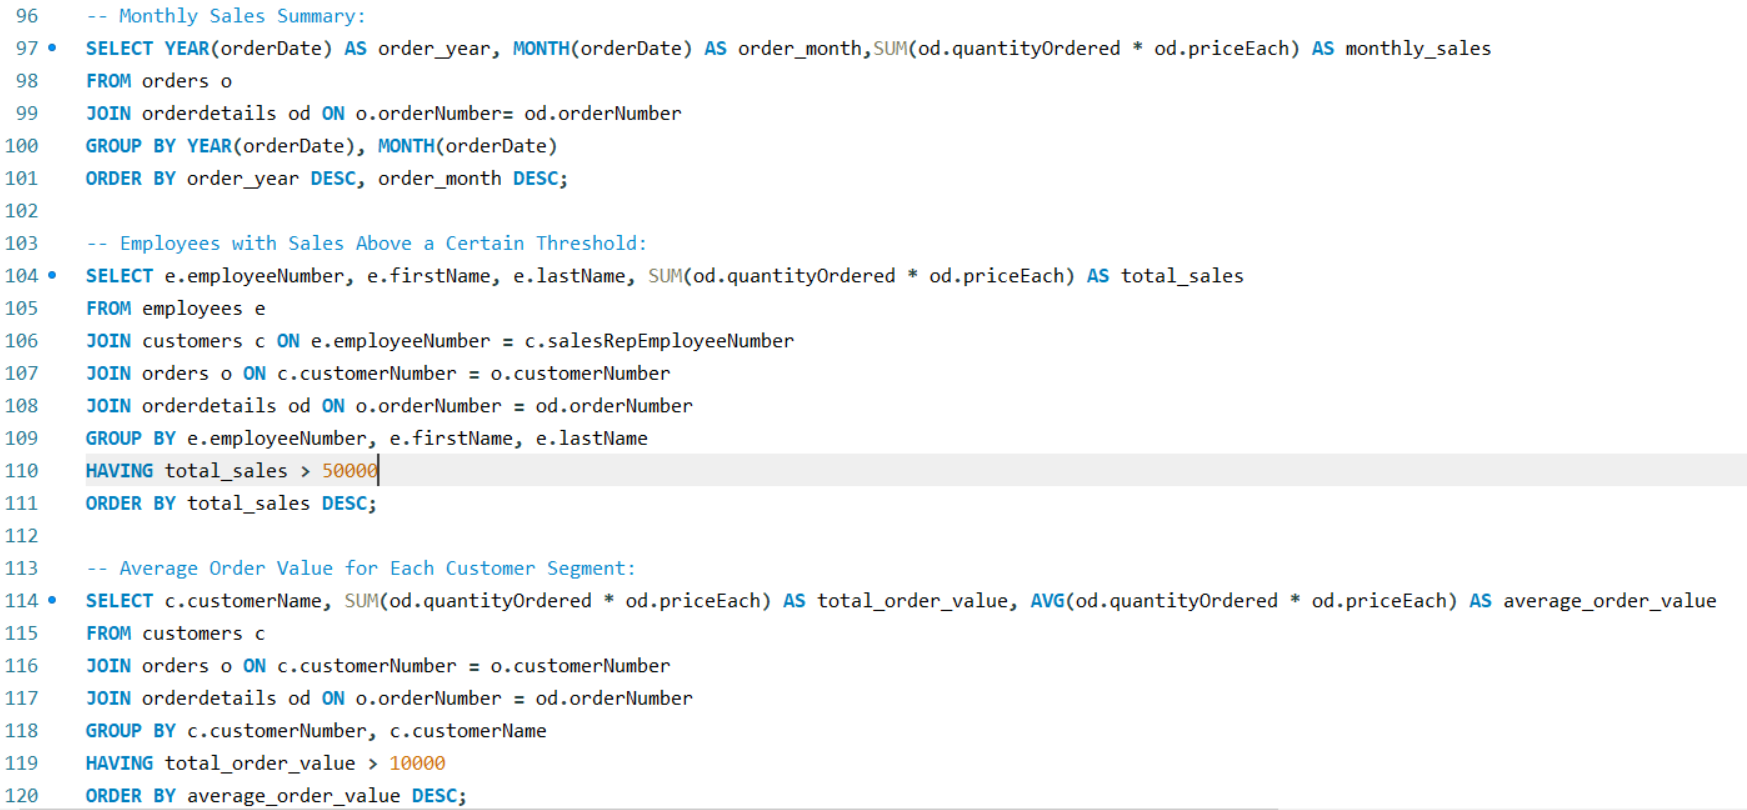 96 -- Monthly Sales Summary:
97 SELECT YEAR(orderDate) AS order_year, MONTH(orderDate) AS order_month,SUM(od.quantityOrdered * od.priceEach) AS monthly_sales
98 FROM orders o
99 JOIN orderdetails od ON o.orderNumber= od.orderNumber
100 GROUP BY YEAR(orderDate), MONTH(orderDate)
101 ORDER BY order_year DESC, order_month DESC;
102
103 -- Employees with Sales Above a Certain Threshold:
104 SELECT e.employeeNumber, e.firstName, e.lastName, SUM(od.quantityOrdered * od.priceEach) AS total_sales
105 FROM employees e
106 JOIN customers c ON e.employeeNumber = c.salesRepEmployeeNumber
107 JOIN orders o ON c.customerNumber = o.customerNumber
108 JOIN orderdetails od ON o.orderNumber = od.orderNumber
109 GROUP BY e.employeeNumber, e.firstName, e.lastName
110 HAVING total_sales > 50000
111 ORDER BY total_sales DESC;
112
113 -- Average Order Value for Each Customer Segment:
114 SELECT c.customerName, SUM(od.quantityOrdered * od.priceEach) AS total_order_value, AVG(od.quantityOrdered * od.priceEach) AS average_order_value
115 FROM customers c
116 JOIN orders o ON c.customerNumber = o.customerNumber
117 JOIN orderdetails od ON o.orderNumber = od.orderNumber
118 GROUP BY c.customerNumber, c.customerName
119 HAVING total_order_value > 10000
120 ORDER BY average_order_value DESC;